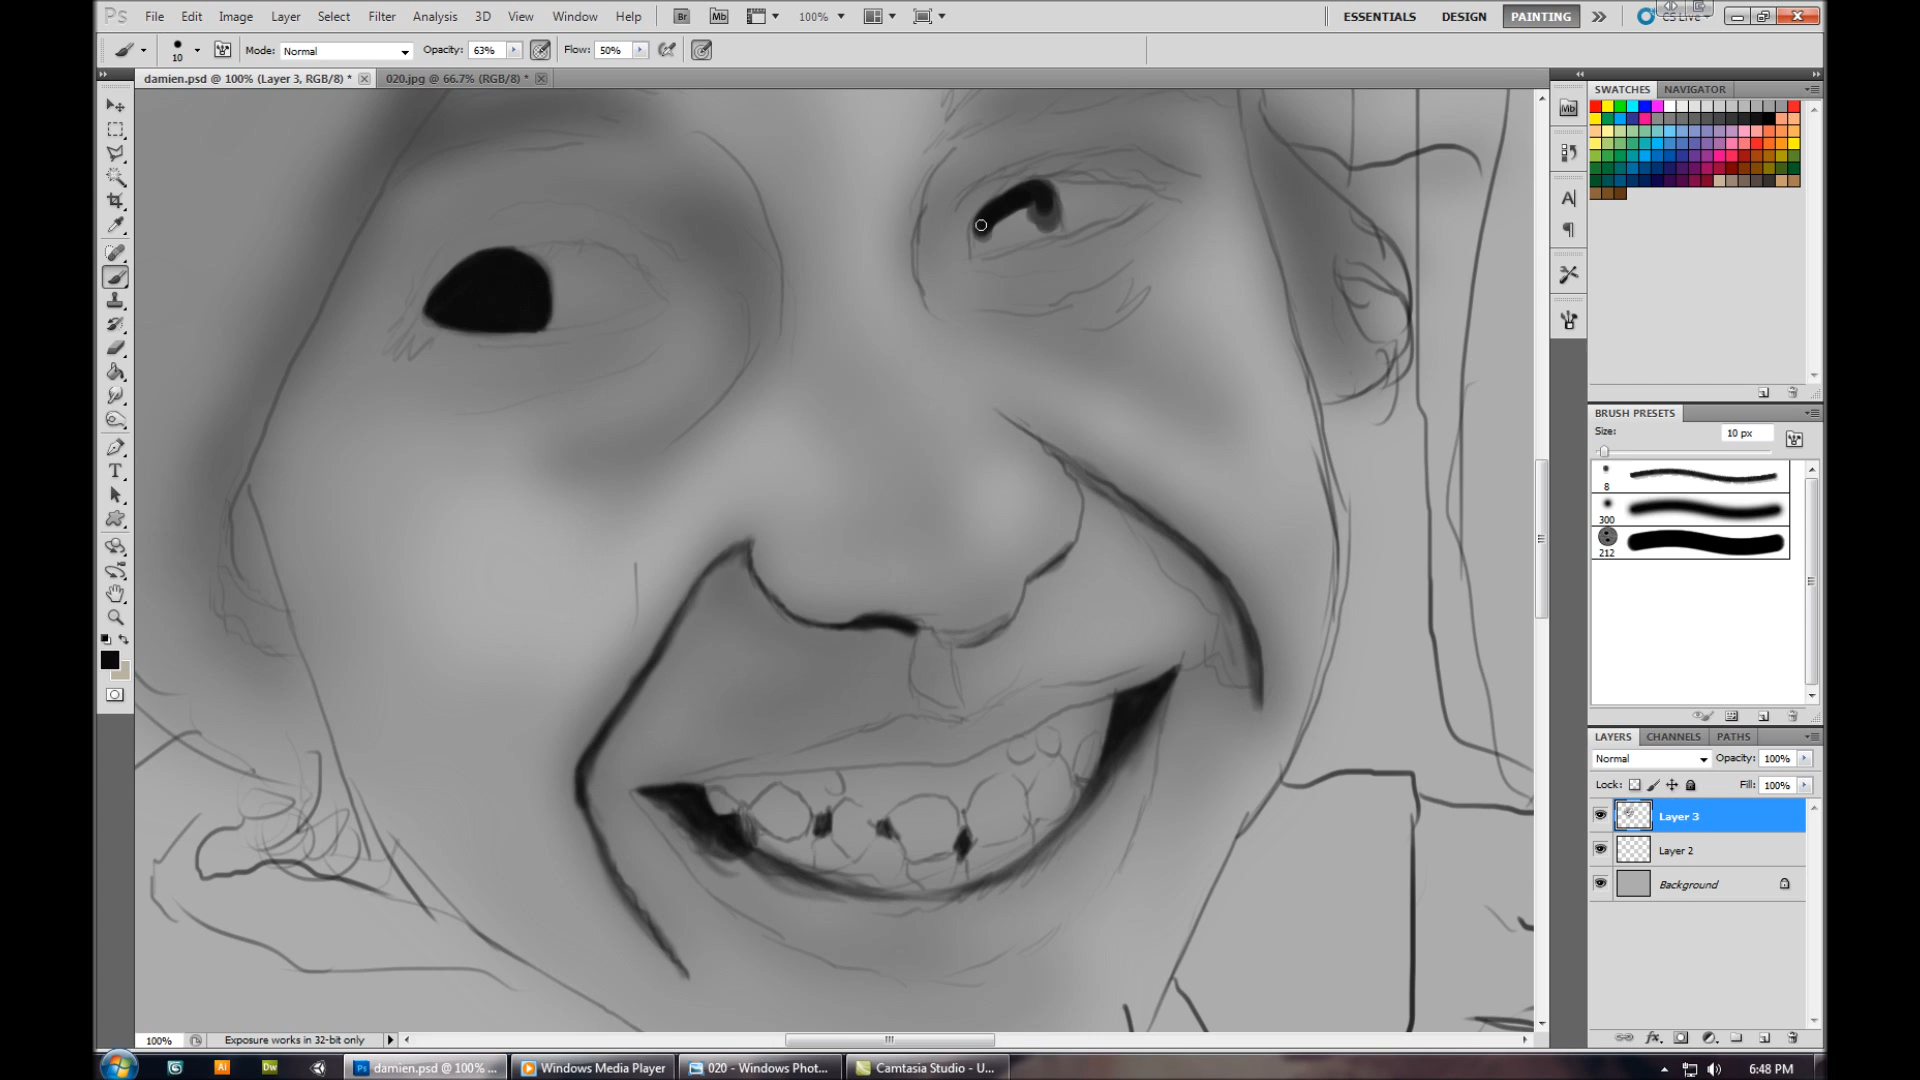 Ps File Edit Image Layer Select Filter Analysis 3D View Window Help Br Mb 100% ESSENTIALS DESIGN PAINTING CS Live
10 Mode: Normal Opacity: 63% Flow: 50%
damien.psd @ 100% (Layer 3, RGB/8) * 020.jpg @ 66.7% (RGB/8) *
SWATCHES NAVIGATOR
Mb
BRUSH PRESETS
Size: 10 px
8
300
212
LAYERS CHANNELS PATHS
Normal Opacity: 100%
Lock: Fill: 100%
Layer 3
Layer 2
Background
100% Exposure works in 32-bit only
Ai Dw Ps damien.psd @ 100% ... Windows Media Player 020 - Windows Phot... Camtasia Studio - U... 6:48 PM